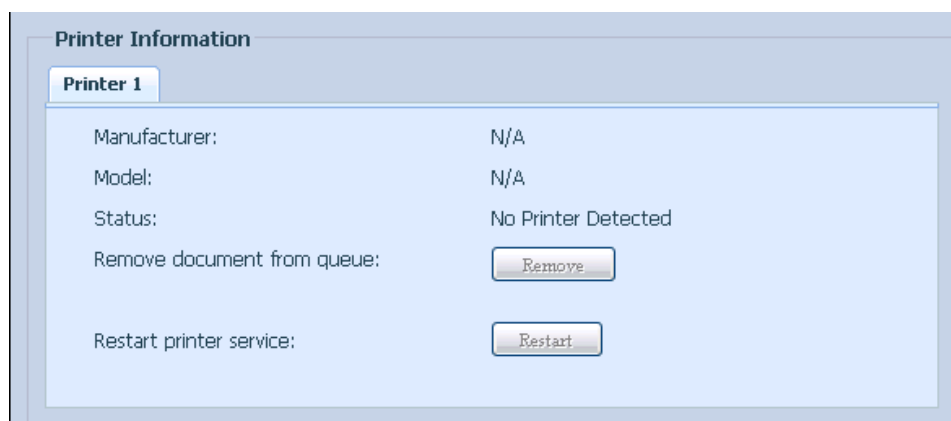 Printer Information
Printer 1
Manufacturer: N/A
Model: N/A
Status: No Printer Detected
Remove document from queue: Remove
Restart printer service: Restart